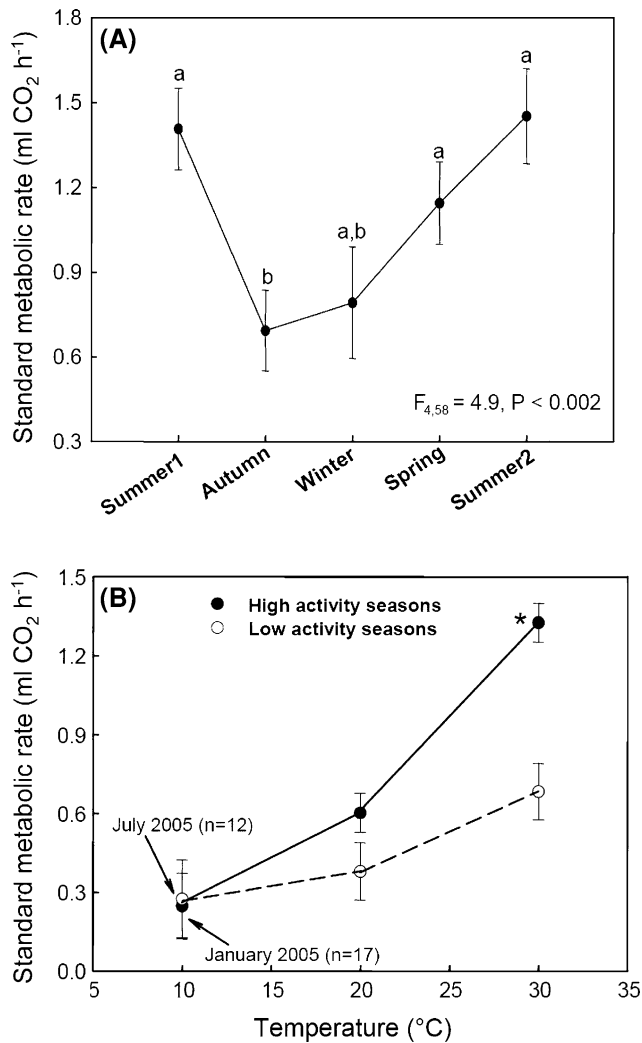 (A)
Standard metabolic rate (ml CO2 h-1)
1.8
1.5
1.2
0.9
0.6
0.3
a
b
a,b
a
a
F4,58 = 4.9, P < 0.002
Summer1
Autumn
Winter
Spring
Summer2
(B)
Standard metabolic rate (ml CO2 h-1)
1.5
1.2
0.9
0.6
0.3
0.0
High activity seasons
Low activity seasons
*
July 2005 (n=12)
January 2005 (n=17)
5 10 15 20 25 30 35
Temperature (°C)